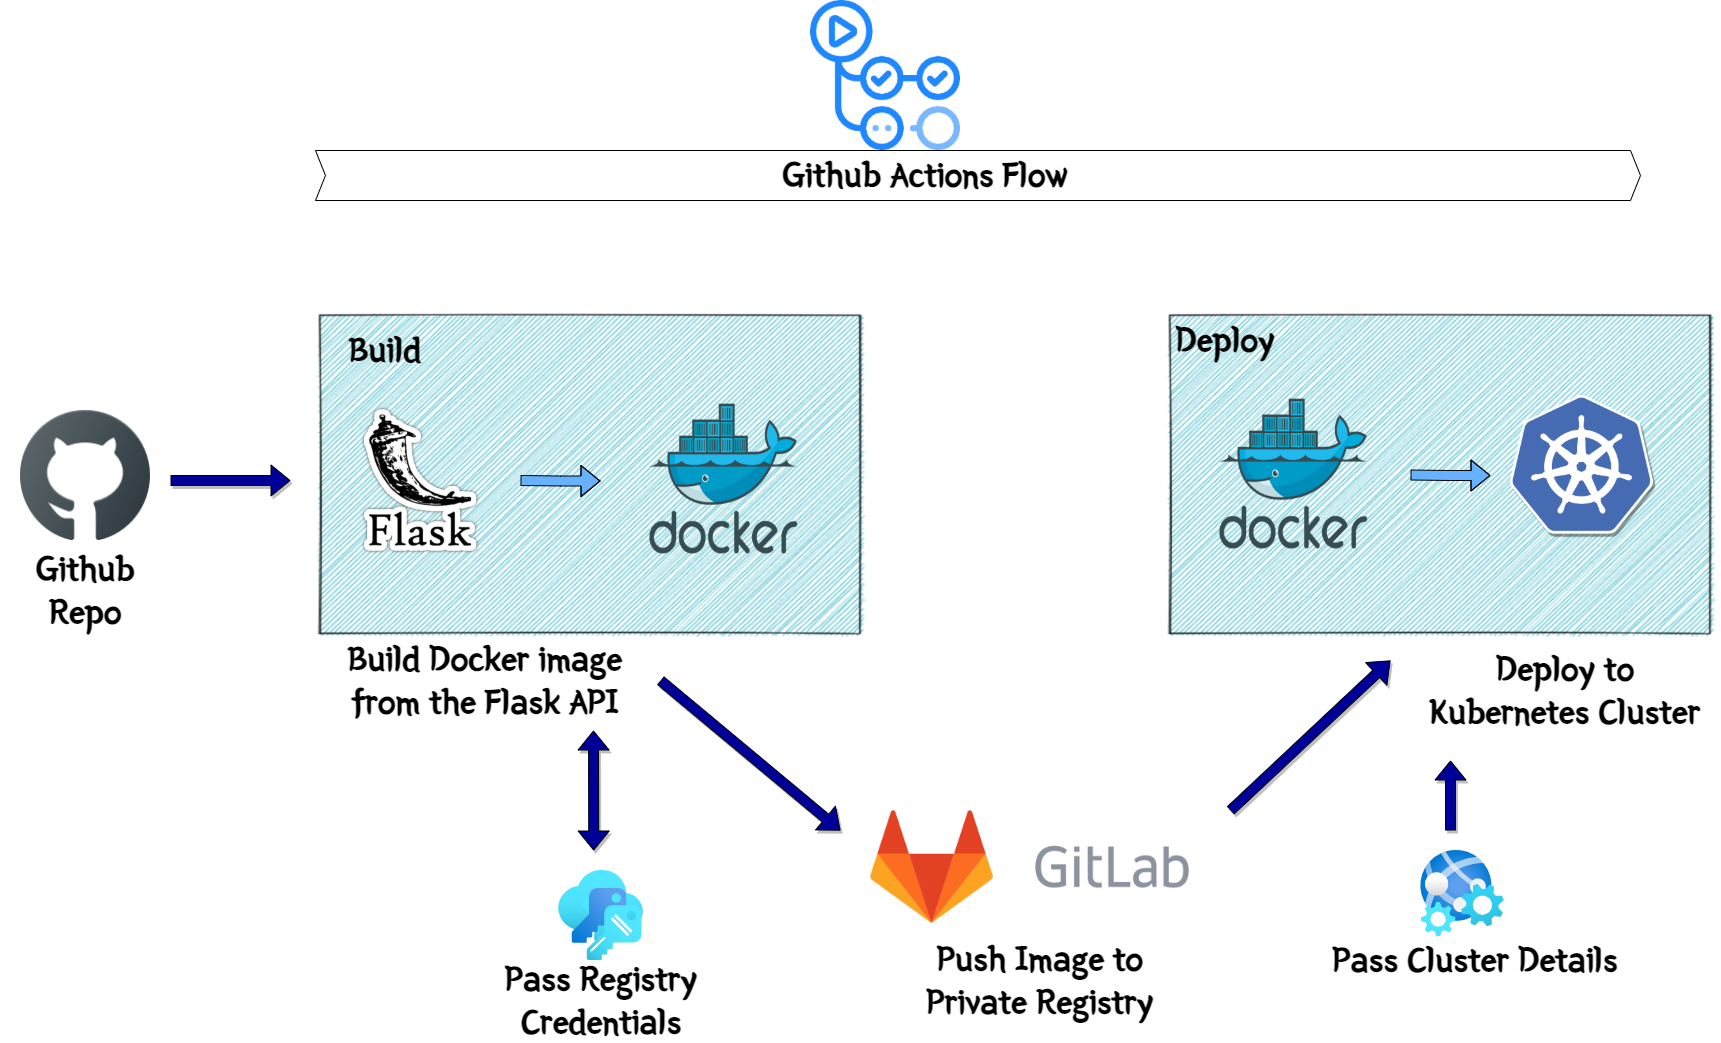 Github Actions Flow
Build
Flask
docker
Github
Repo
Build Docker image
from the Flask API
Pass Registry
Credentials
GitLab
Push Image to
Private Registry
Deploy
docker
Deploy to
Kubernetes Cluster
Pass Cluster Details